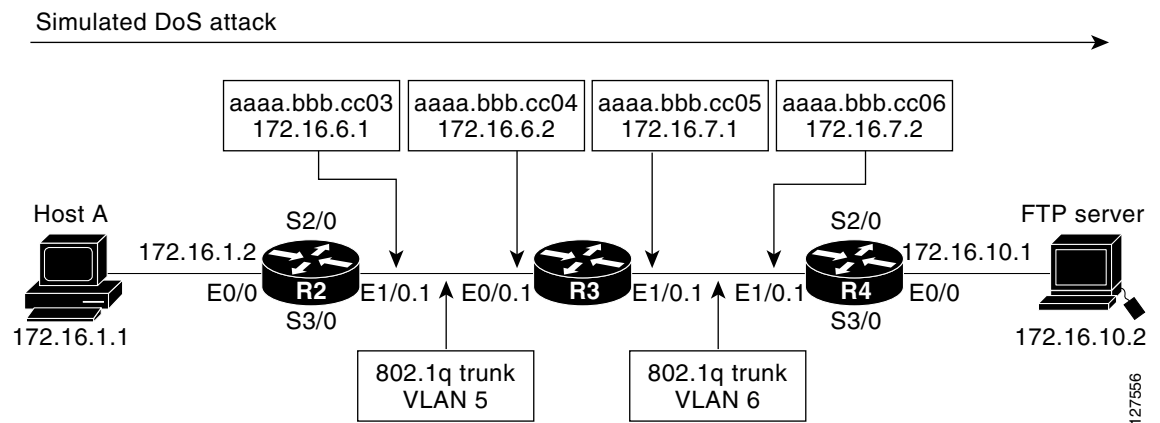 Simulated DoS attack
aaaa.bbb.cc03
172.16.6.1
aaaa.bbb.cc04
172.16.6.2
aaaa.bbb.cc05
172.16.7.1
aaaa.bbb.cc06
172.16.7.2
Host A
172.16.1.1
172.16.1.2
E0/0
S2/0
R2
S3/0
E1/0.1
802.1q trunk
VLAN 5
E0/0.1
R3
E1/0.1
802.1q trunk
VLAN 6
E1/0.1
S2/0
R4
S3/0
172.16.10.1
E0/0
FTP server
172.16.10.2
127556